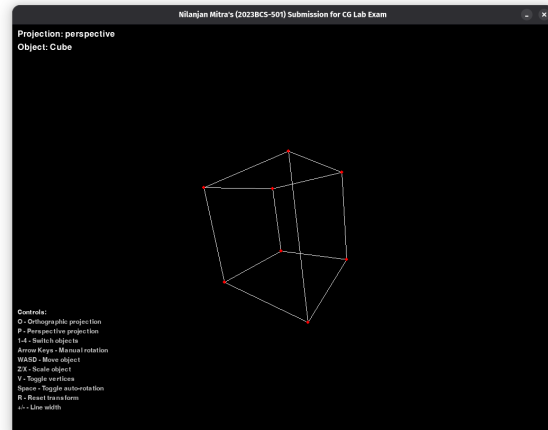 Nilanjan Mitra's (2023BCS-501) Submission for CG Lab Exam
Projection: perspective
Object: Cube
Controls:
O - Orthographic projection
P - Perspective projection
1-4 - Switch objects
Arrow Keys - Manual rotation
WASD - Move object
Z/X - Scale object
V - Toggle vertices
Space - Toggle auto-rotation
R - Reset transform
+/- - Line width